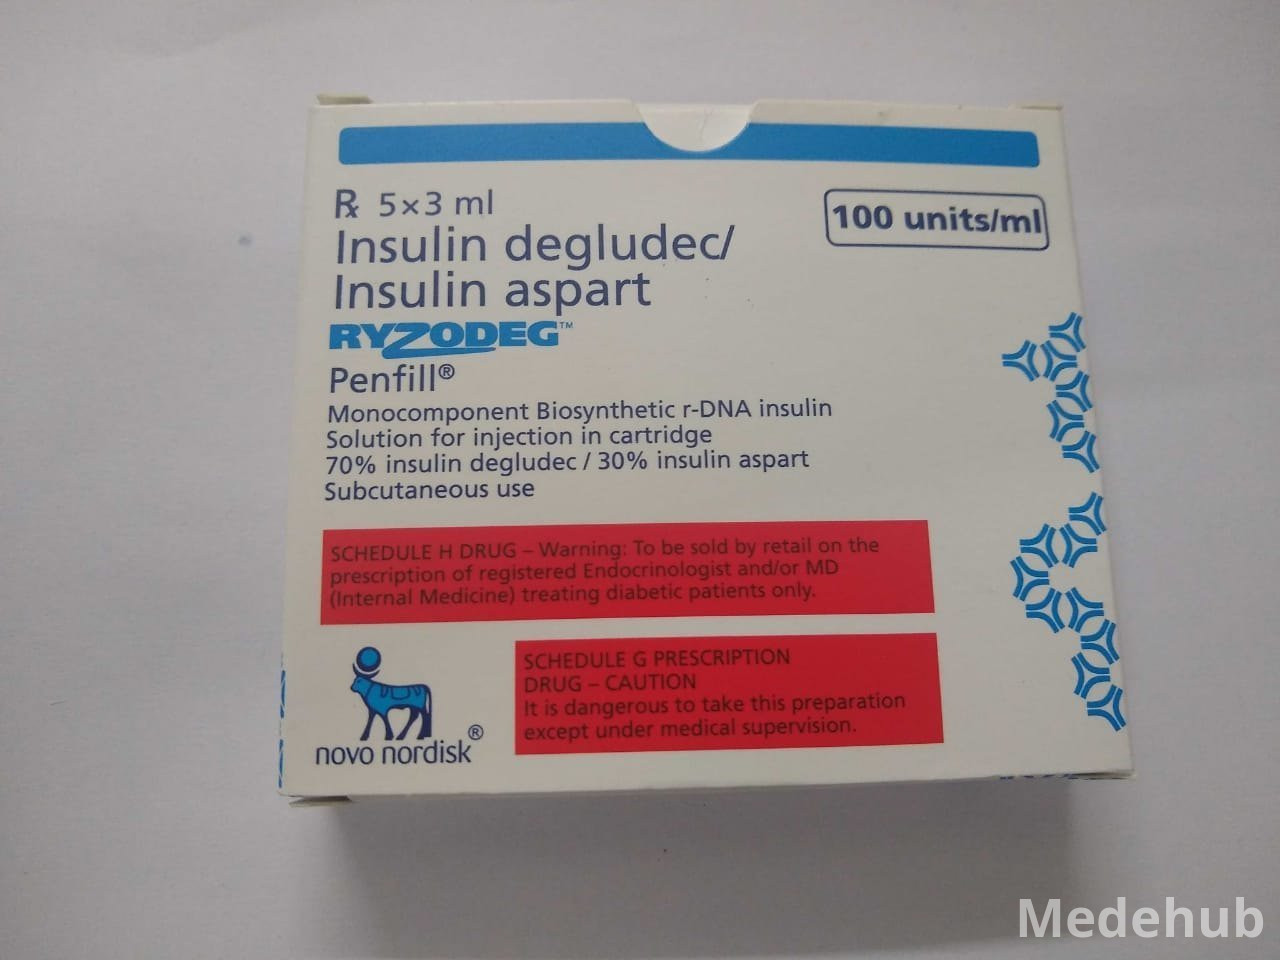 ℞ 5×3 ml
100 units/ml
Insulin degludec/
Insulin aspart
RYZODEG™
Penfill®
Monocomponent Biosynthetic r-DNA insulin
Solution for injection in cartridge
70% insulin degludec / 30% insulin aspart
Subcutaneous use
SCHEDULE H DRUG – Warning: To be sold by retail on the
prescription of registered Endocrinologist and/or MD
(Internal Medicine) treating diabetic patients only.
SCHEDULE G PRESCRIPTION
DRUG – CAUTION
It is dangerous to take this preparation
except under medical supervision.
novo nordisk®
Medehub